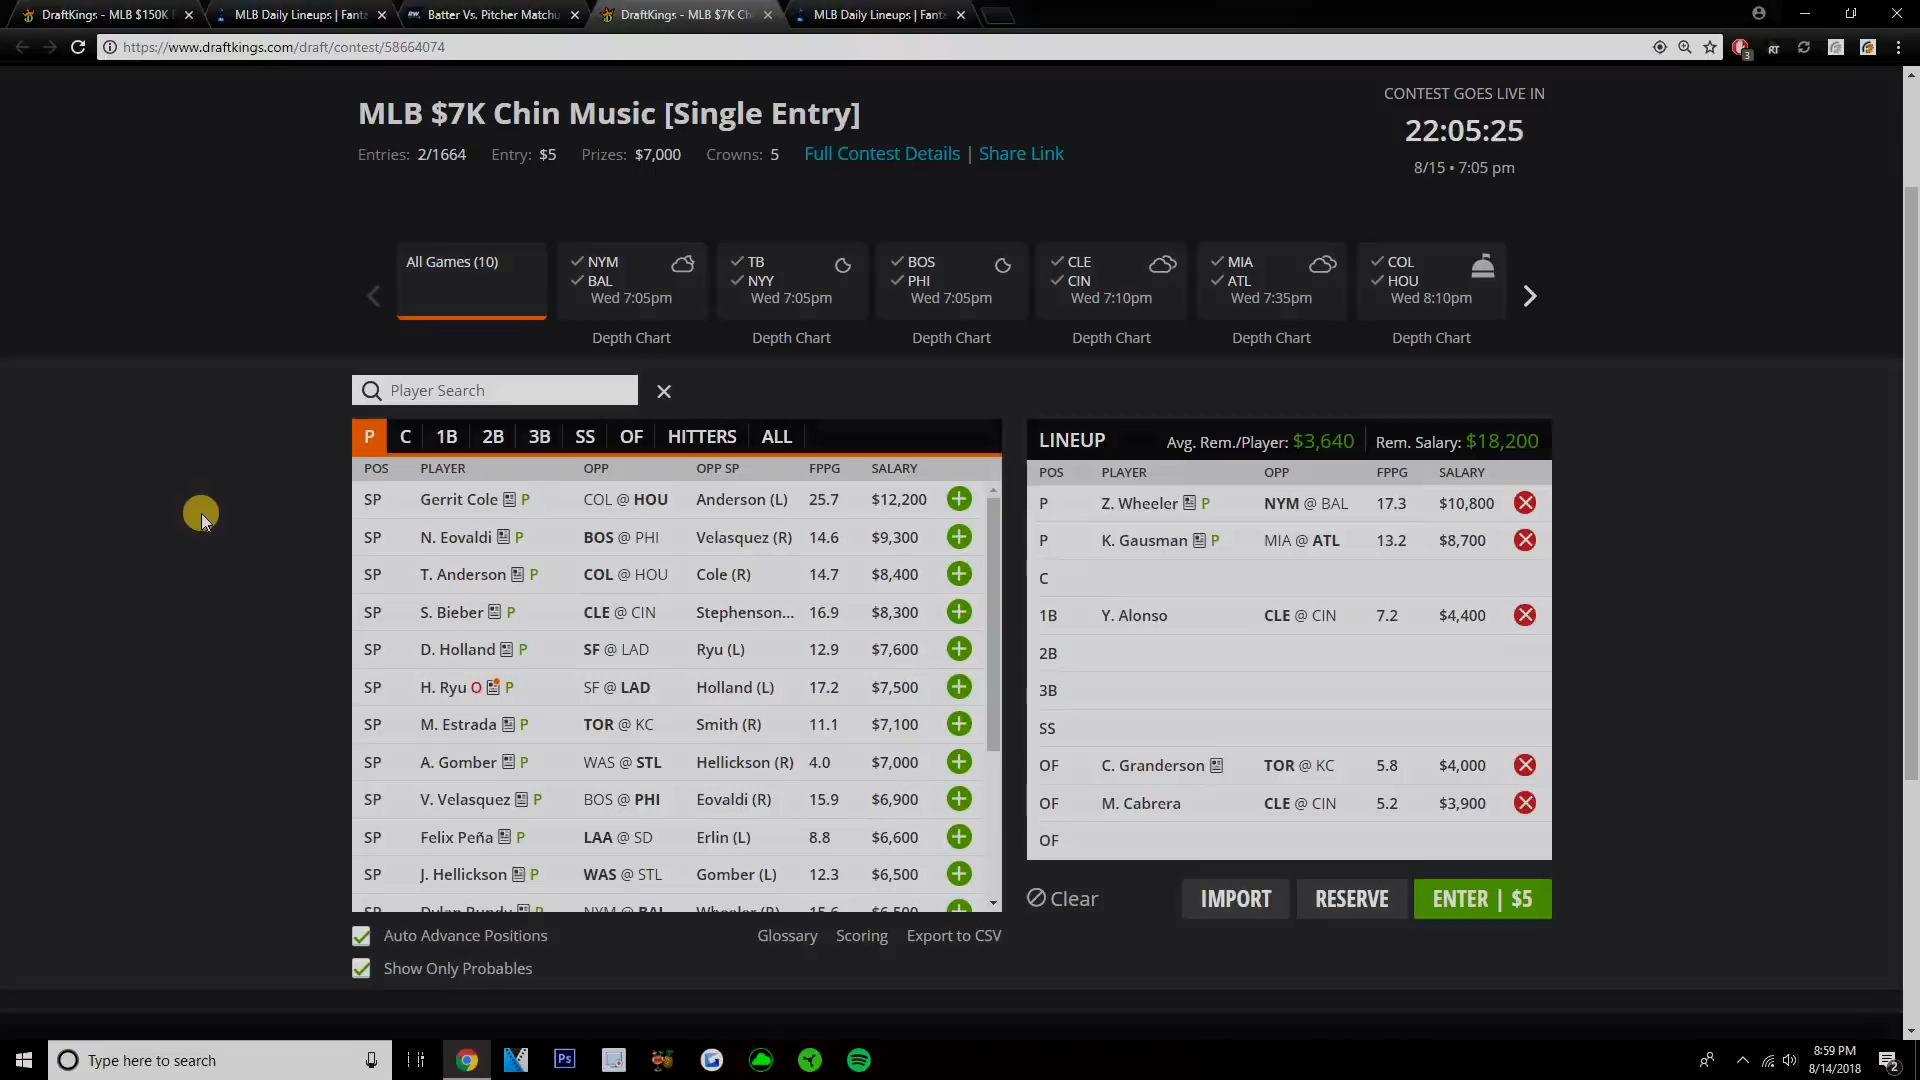 DraftKings - MLB $150K
MLB Daily Lineups | Fanta
Batter Vs. Pitcher Matchu
DraftKings - MLB $7K Ch
MLB Daily Lineups | Fanta
https://www.draftkings.com/draft/contest/58664074
3
RT
MLB $7K Chin Music [Single Entry]
Entries: 2/1664 Entry: $5 Prizes: $7,000 Crowns: 5 Full Contest Details | Share Link
CONTEST GOES LIVE IN
22:05:25
8/15 • 7:05 pm
All Games (10)
NYM
BAL
Wed 7:05pm
Depth Chart
TB
NYY
Wed 7:05pm
Depth Chart
BOS
PHI
Wed 7:05pm
Depth Chart
CLE
CIN
Wed 7:10pm
Depth Chart
MIA
ATL
Wed 7:35pm
Depth Chart
COL
HOU
Wed 8:10pm
Depth Chart
Player Search
P C 1B 2B 3B SS OF HITTERS ALL
POS PLAYER OPP OPP SP FPPG SALARY
SP Gerrit Cole P COL @ HOU Anderson (L) 25.7 $12,200
SP N. Eovaldi P BOS @ PHI Velasquez (R) 14.6 $9,300
SP T. Anderson P COL @ HOU Cole (R) 14.7 $8,400
SP S. Bieber P CLE @ CIN Stephenson... 16.9 $8,300
SP D. Holland P SF @ LAD Ryu (L) 12.9 $7,600
SP H. Ryu O P SF @ LAD Holland (L) 17.2 $7,500
SP M. Estrada P TOR @ KC Smith (R) 11.1 $7,100
SP A. Gomber P WAS @ STL Hellickson (R) 4.0 $7,000
SP V. Velasquez P BOS @ PHI Eovaldi (R) 15.9 $6,900
SP Felix Peña P LAA @ SD Erlin (L) 8.8 $6,600
SP J. Hellickson P WAS @ STL Gomber (L) 12.3 $6,500
SP Dylan Bundy P NYM @ BAL Wheeler (R) 15.6 $6,500
Auto Advance Positions
Show Only Probables
Glossary Scoring Export to CSV
LINEUP Avg. Rem./Player: $3,640 Rem. Salary: $18,200
POS PLAYER OPP FPPG SALARY
P Z. Wheeler P NYM @ BAL 17.3 $10,800
P K. Gausman P MIA @ ATL 13.2 $8,700
C
1B Y. Alonso CLE @ CIN 7.2 $4,400
2B
3B
SS
OF C. Granderson TOR @ KC 5.8 $4,000
OF M. Cabrera CLE @ CIN 5.2 $3,900
OF
Clear IMPORT RESERVE ENTER | $5
Type here to search
Ps
8:59 PM
8/14/2018
2